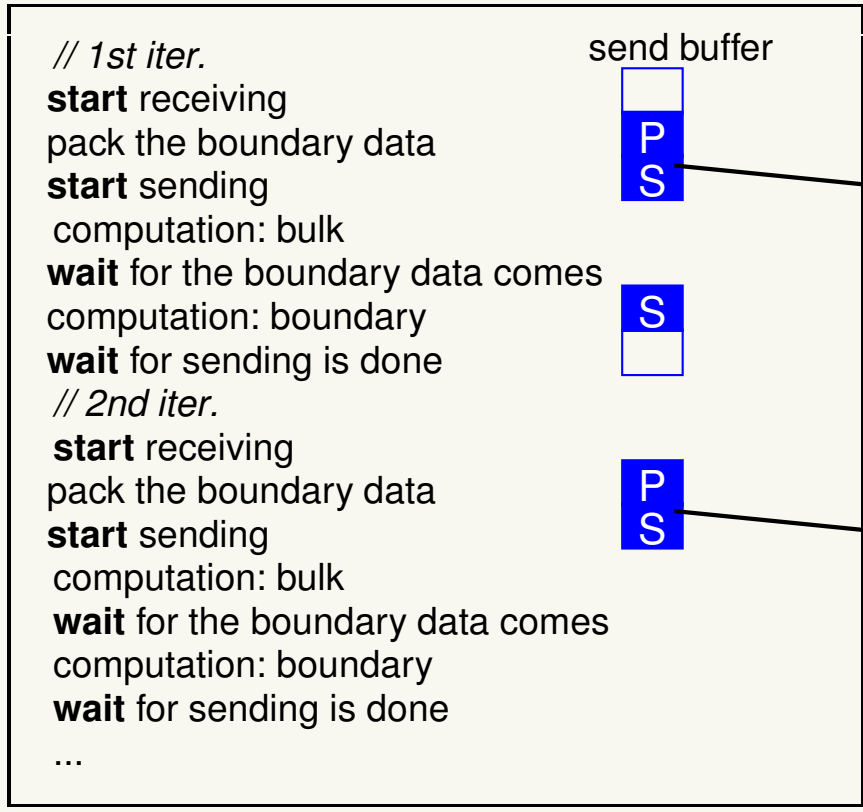 // 1st iter.
send buffer
start receiving
pack the boundary data
P
start sending
S
computation: bulk
wait for the boundary data comes
computation: boundary
S
wait for sending is done
// 2nd iter.
start receiving
pack the boundary data
P
start sending
S
computation: bulk
wait for the boundary data comes
computation: boundary
wait for sending is done
...